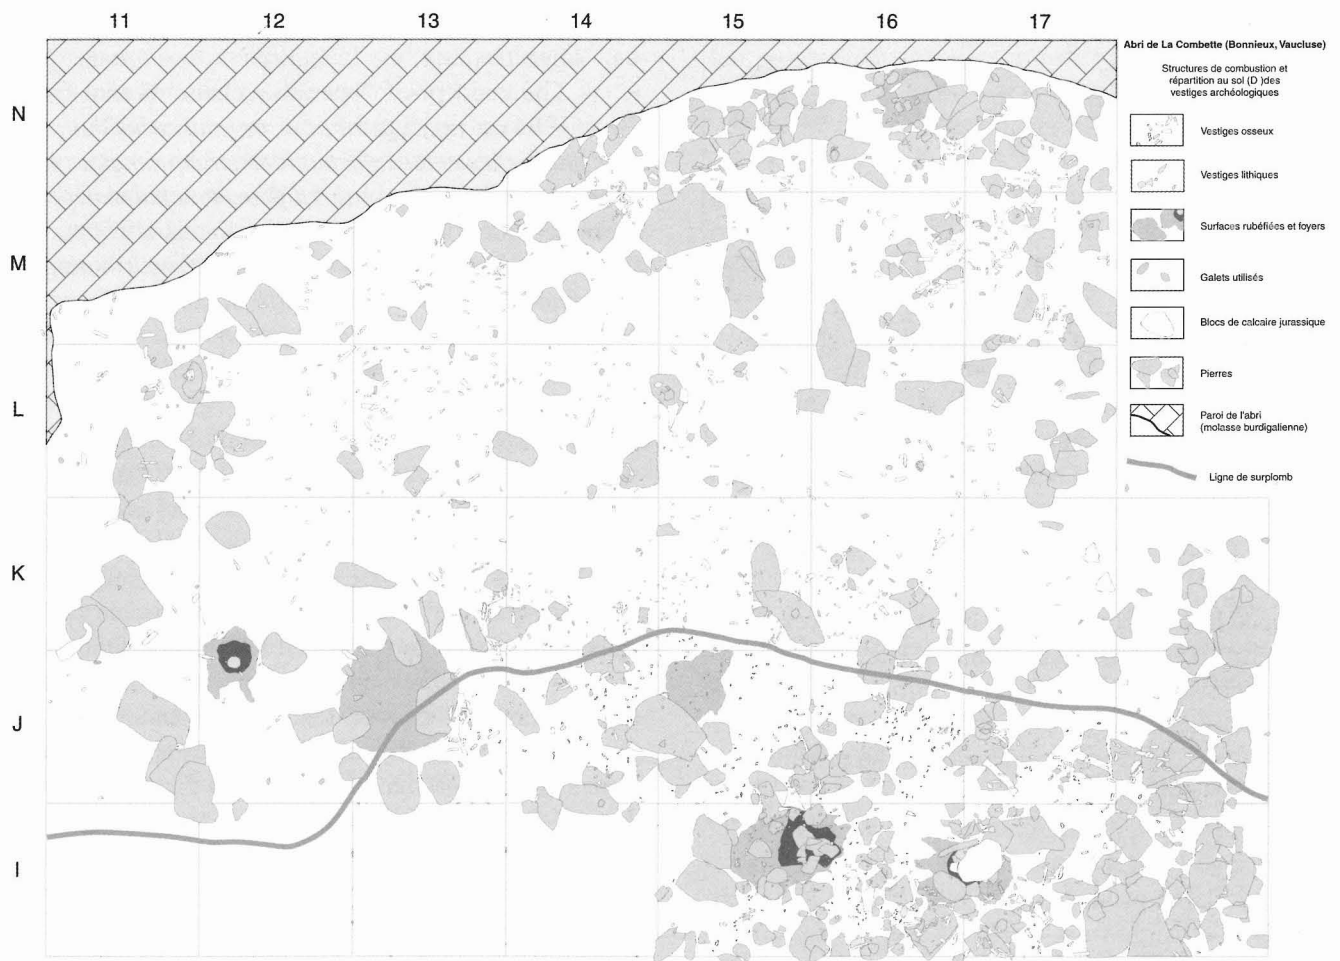 11 12 13 14 15 16 17
N
M
L
K
J
I
Abri de La Combette (Bonnieux, Vaucluse)
Structures de combustion et
répartition au sol (D )des
vestiges archéologiques
Vestiges osseux
Vestiges lithiques
Surfaces rubéfiées et foyers
Galets utilisés
Blocs de calcaire jurassique
Pierres
Paroi de l'abri
(molasse burdigalienne)
Ligne de surplomb